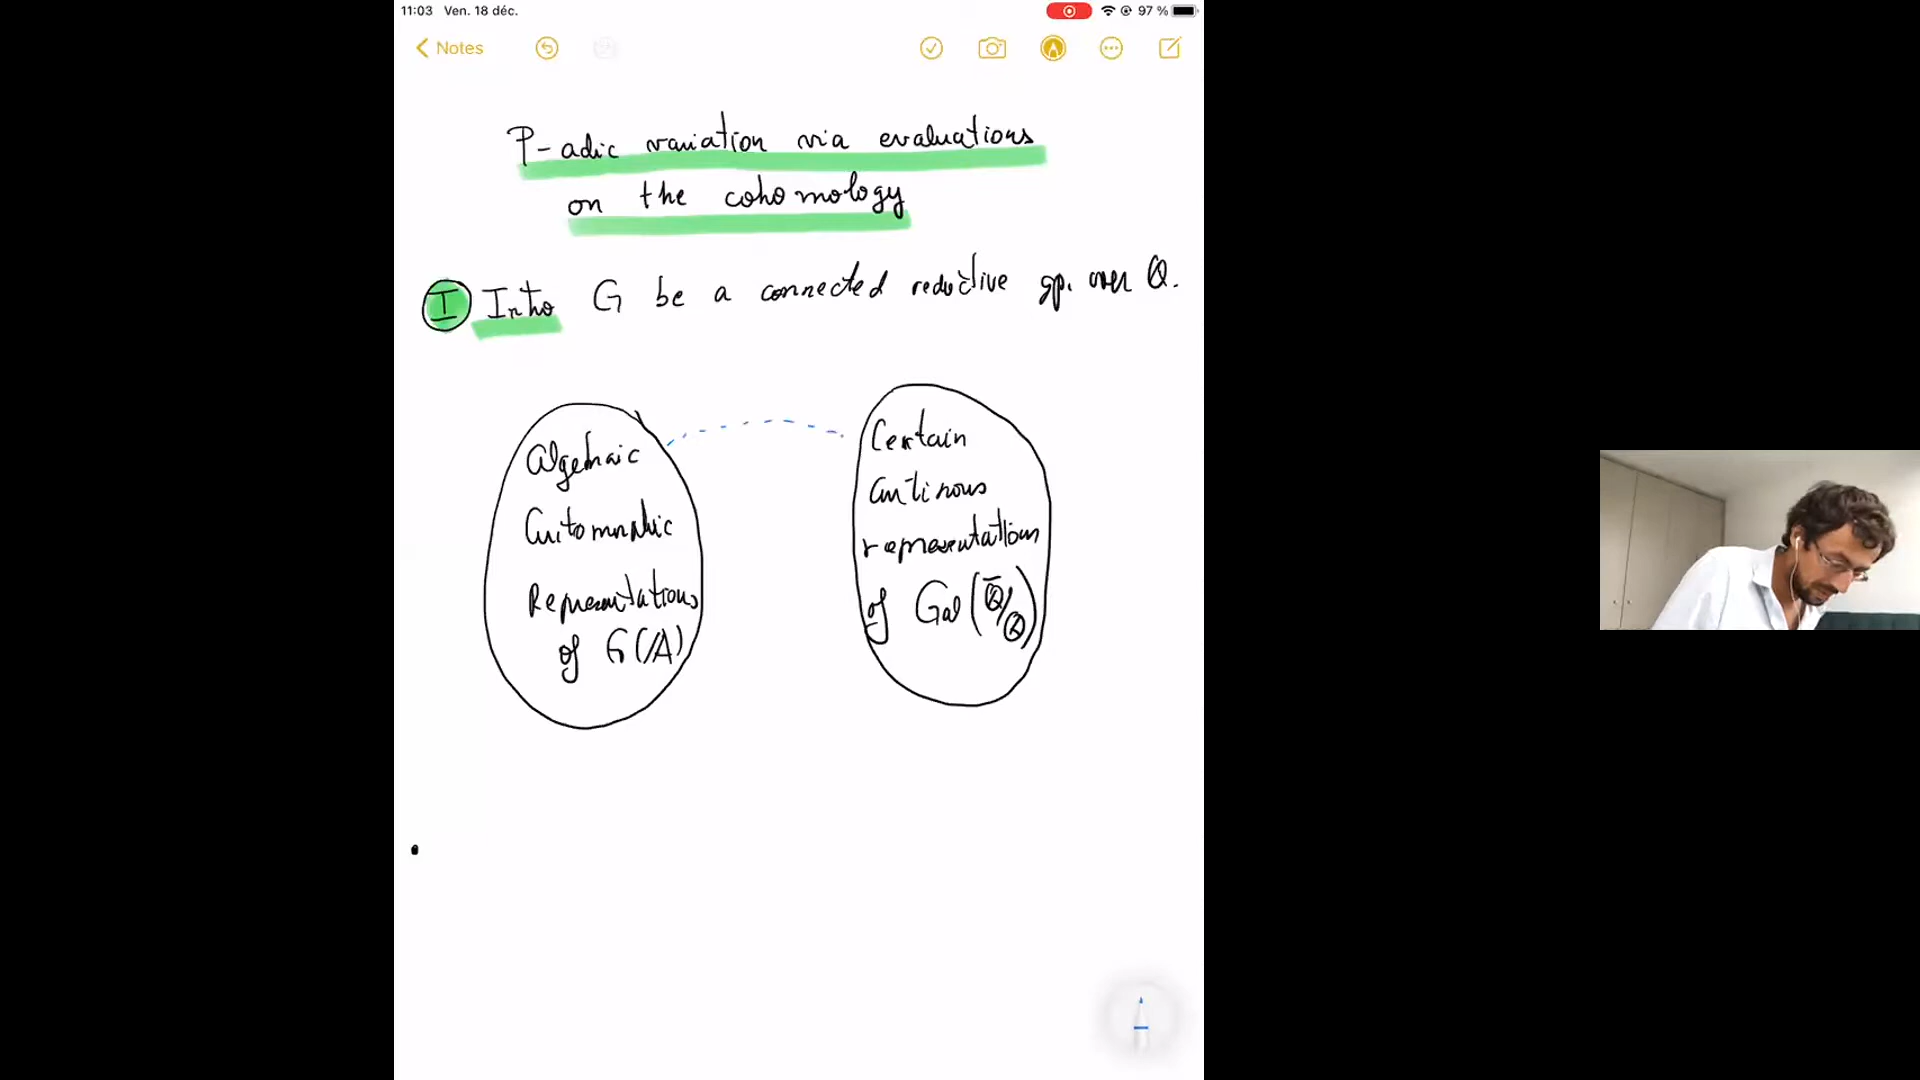 11:03 Ven. 18 déc. 97 %
Notes
P-adic variation via evaluations
on the cohomology
I Intro G be a connected reductive gp. over Q.
Algebraic
Automorphic
Representations
of G(A)
Certain
continous
representations
of Gal(Q̅/Q)